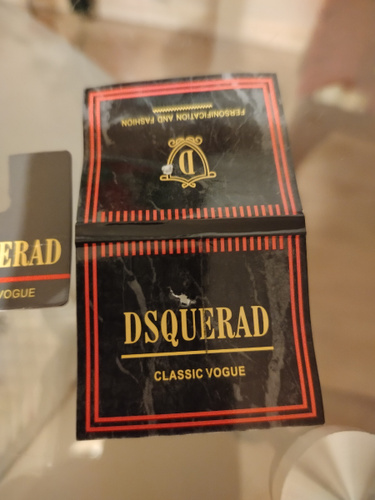 PERSONIFICATION AND FASHION
D
DSQUERAD
CLASSIC VOGUE
ERAD
VOGUE